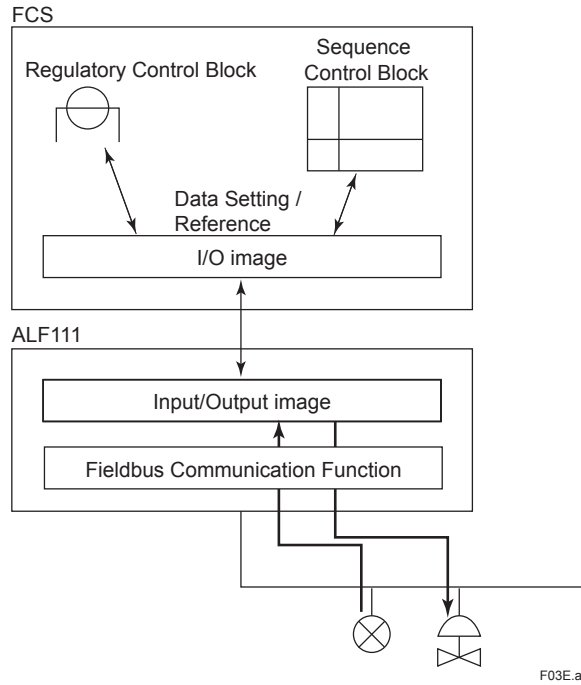 FCS
Regulatory Control Block
Sequence
Control Block
Data Setting /
Reference
I/O image
ALF111
Input/Output image
Fieldbus Communication Function
F03E.a